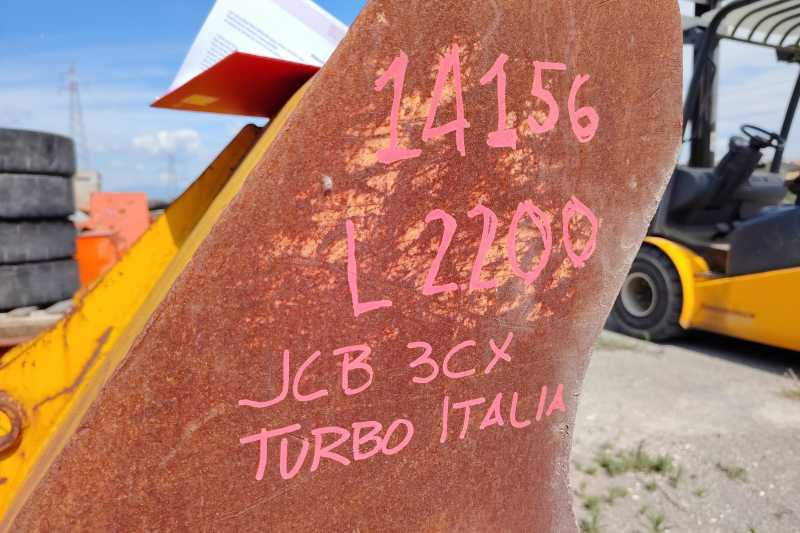 14156
L 2200
JCB 3CX
TURBO ITALIA